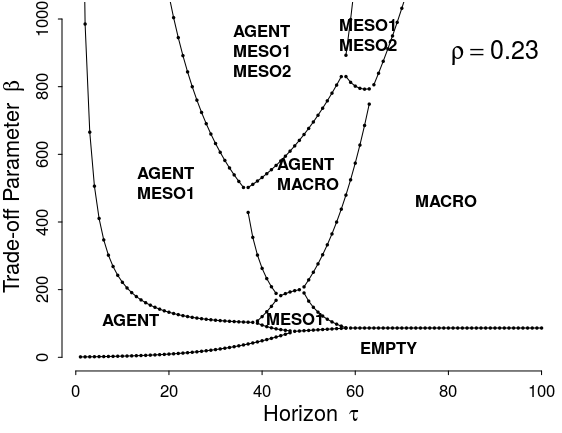 1000
AGENT
MESO1
MESO2
MESO1
MESO2
ρ = 0.23
800
Trade-off Parameter β
600
AGENT
MESO1
AGENT
MACRO
MACRO
400
200
AGENT
MESO1
EMPTY
0
0 20 40 60 80 100
Horizon τ